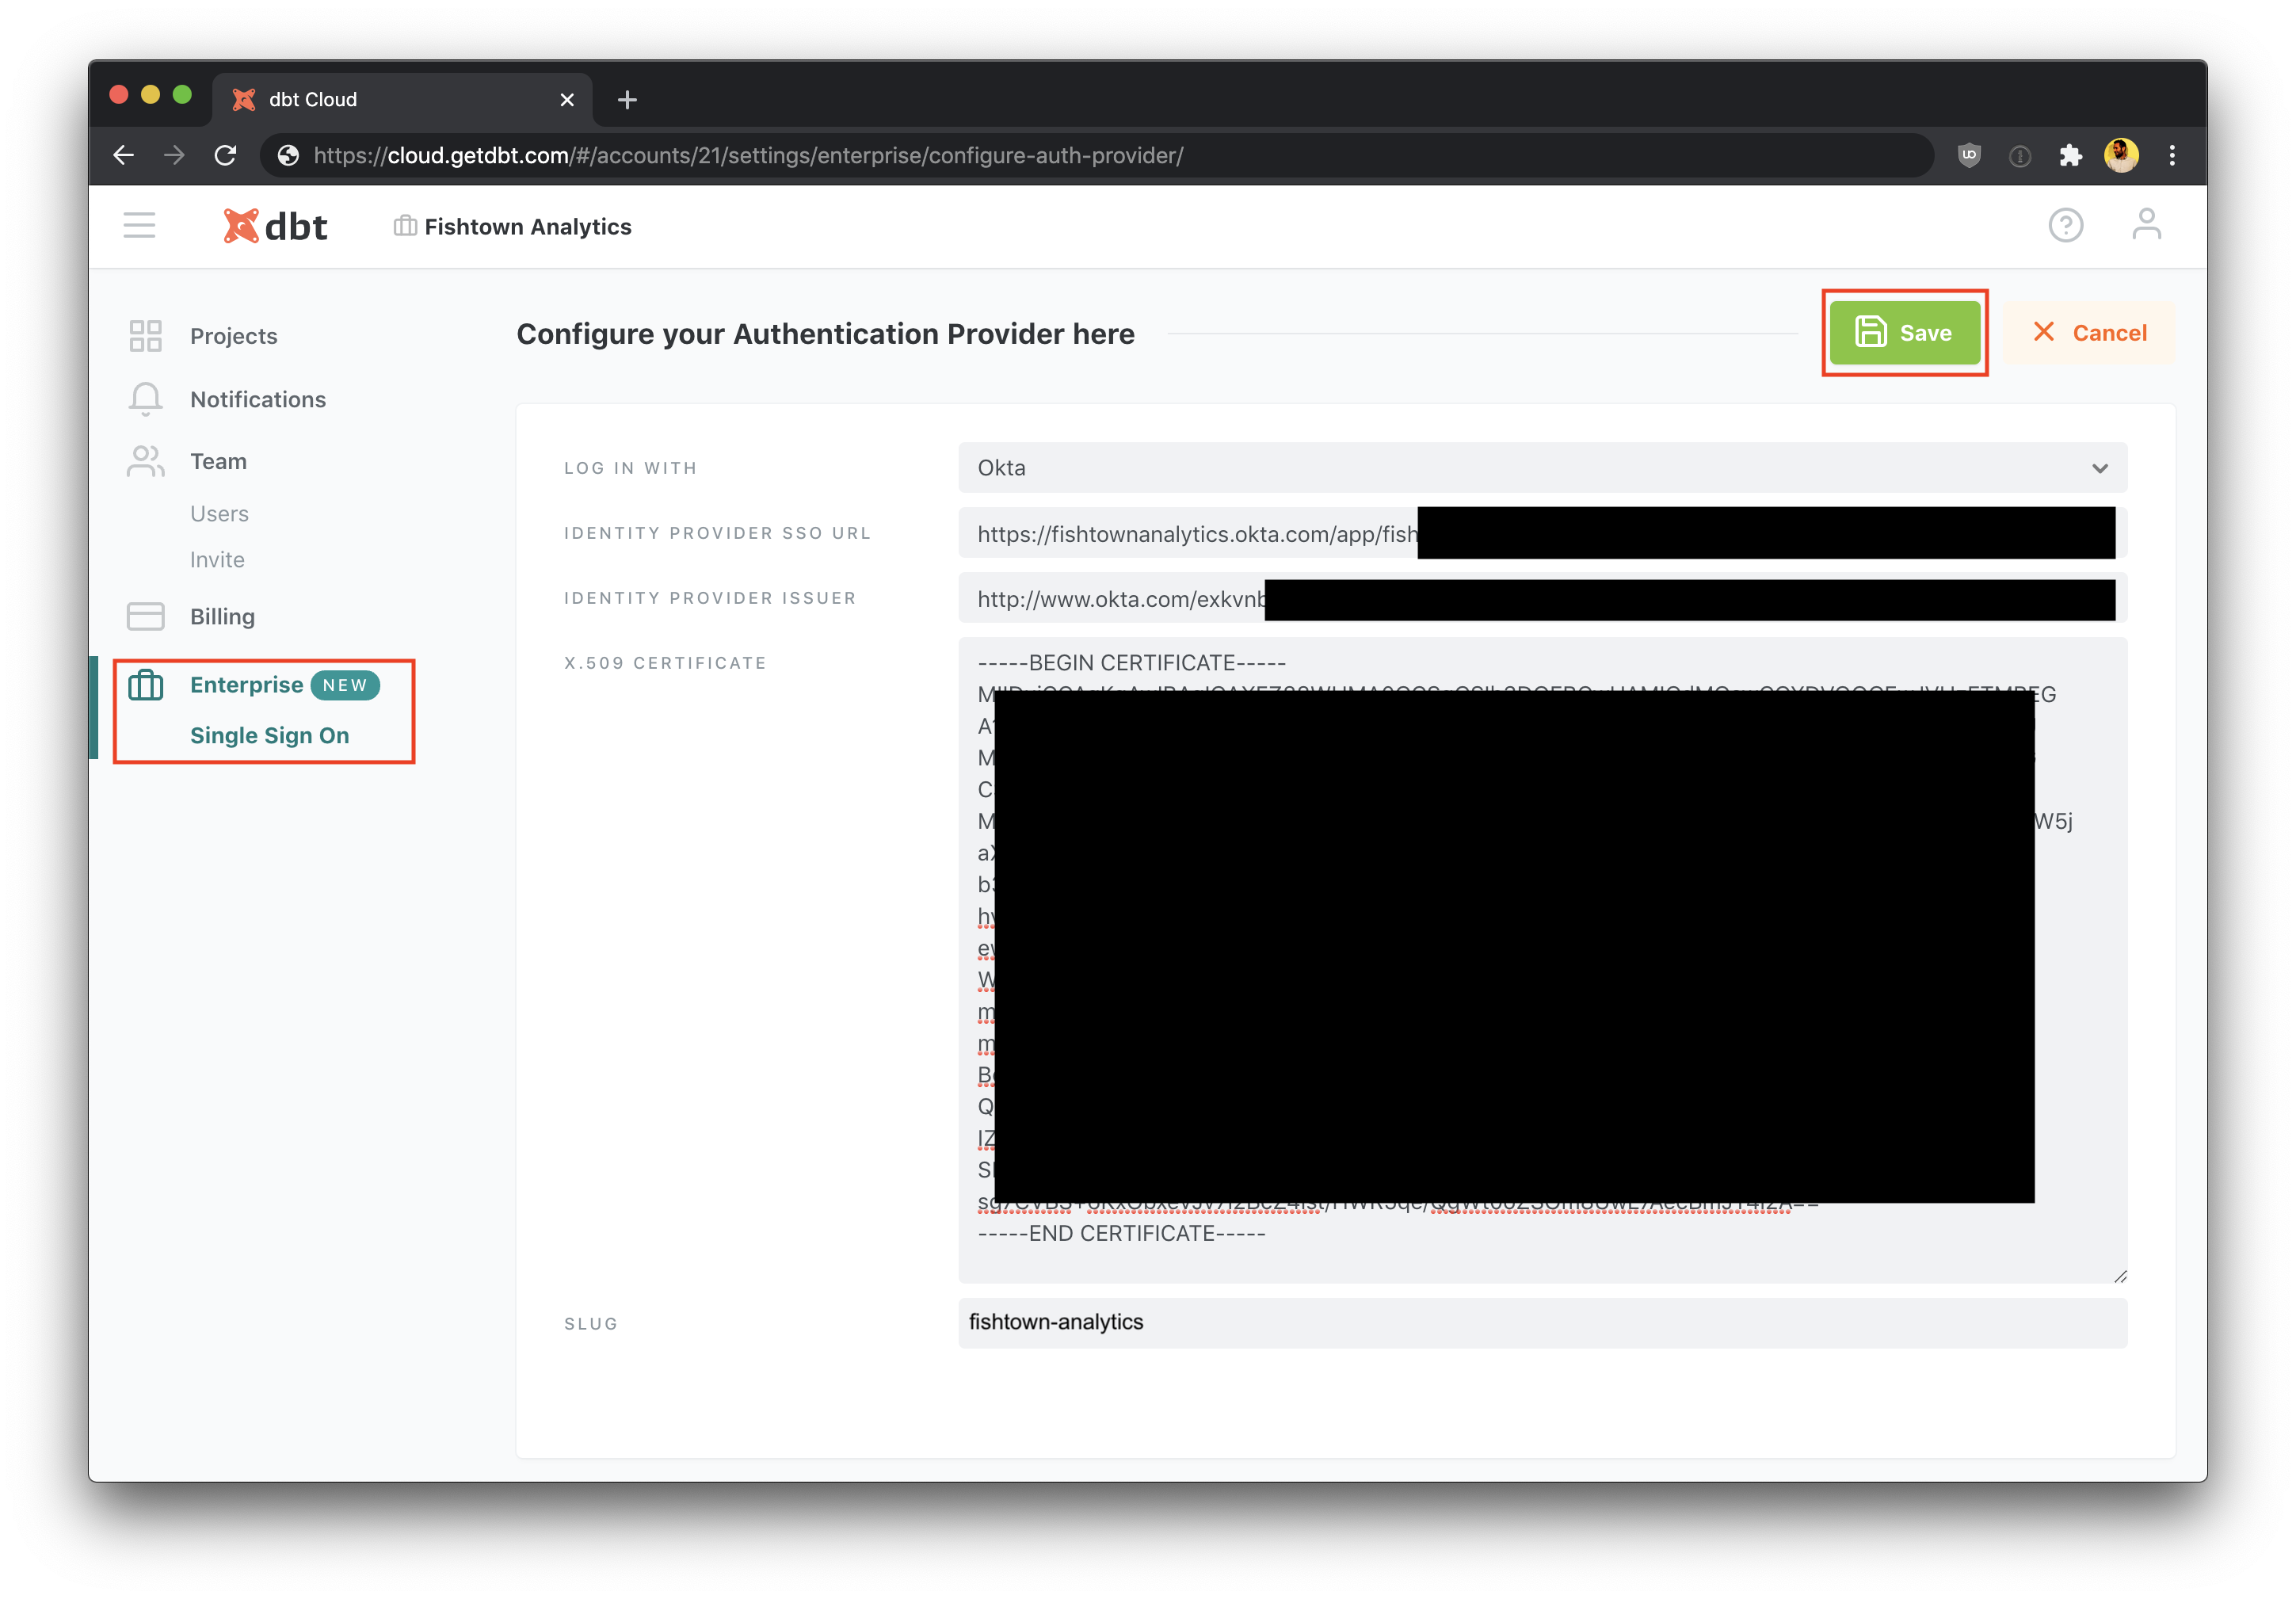 dbt Cloud
https://cloud.getdbt.com/#/accounts/21/settings/enterprise/configure-auth-provider/
dbt
Fishtown Analytics
Projects
Notifications
Team
Users
Invite
Billing
Enterprise NEW
Single Sign On
Configure your Authentication Provider here
Save
Cancel
LOG IN WITH
Okta
IDENTITY PROVIDER SSO URL
https://fishtownanalytics.okta.com/app/fish
IDENTITY PROVIDER ISSUER
http://www.okta.com/exkvnb
X.509 CERTIFICATE
-----BEGIN CERTIFICATE-----
-----END CERTIFICATE-----
SLUG
fishtown-analytics